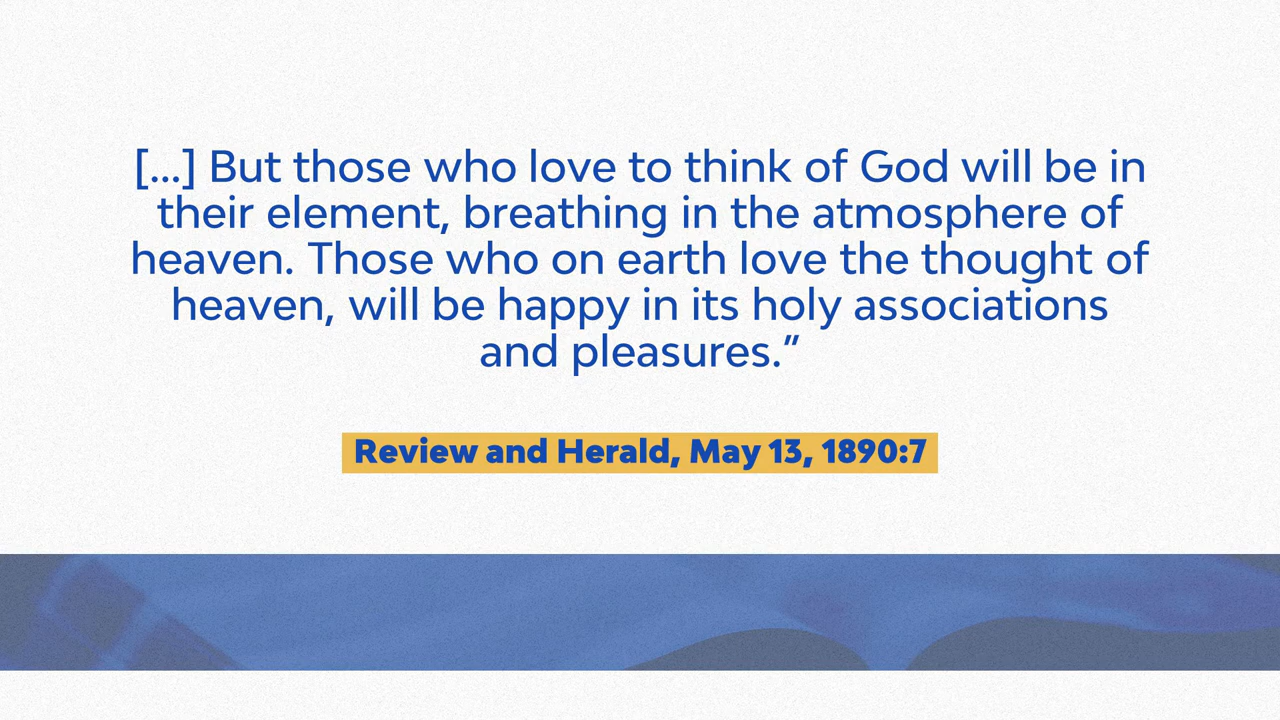 [...] But those who love to think of God will be in
their element, breathing in the atmosphere of
heaven. Those who on earth love the thought of
heaven, will be happy in its holy associations
and pleasures.”
Review and Herald, May 13, 1890:7